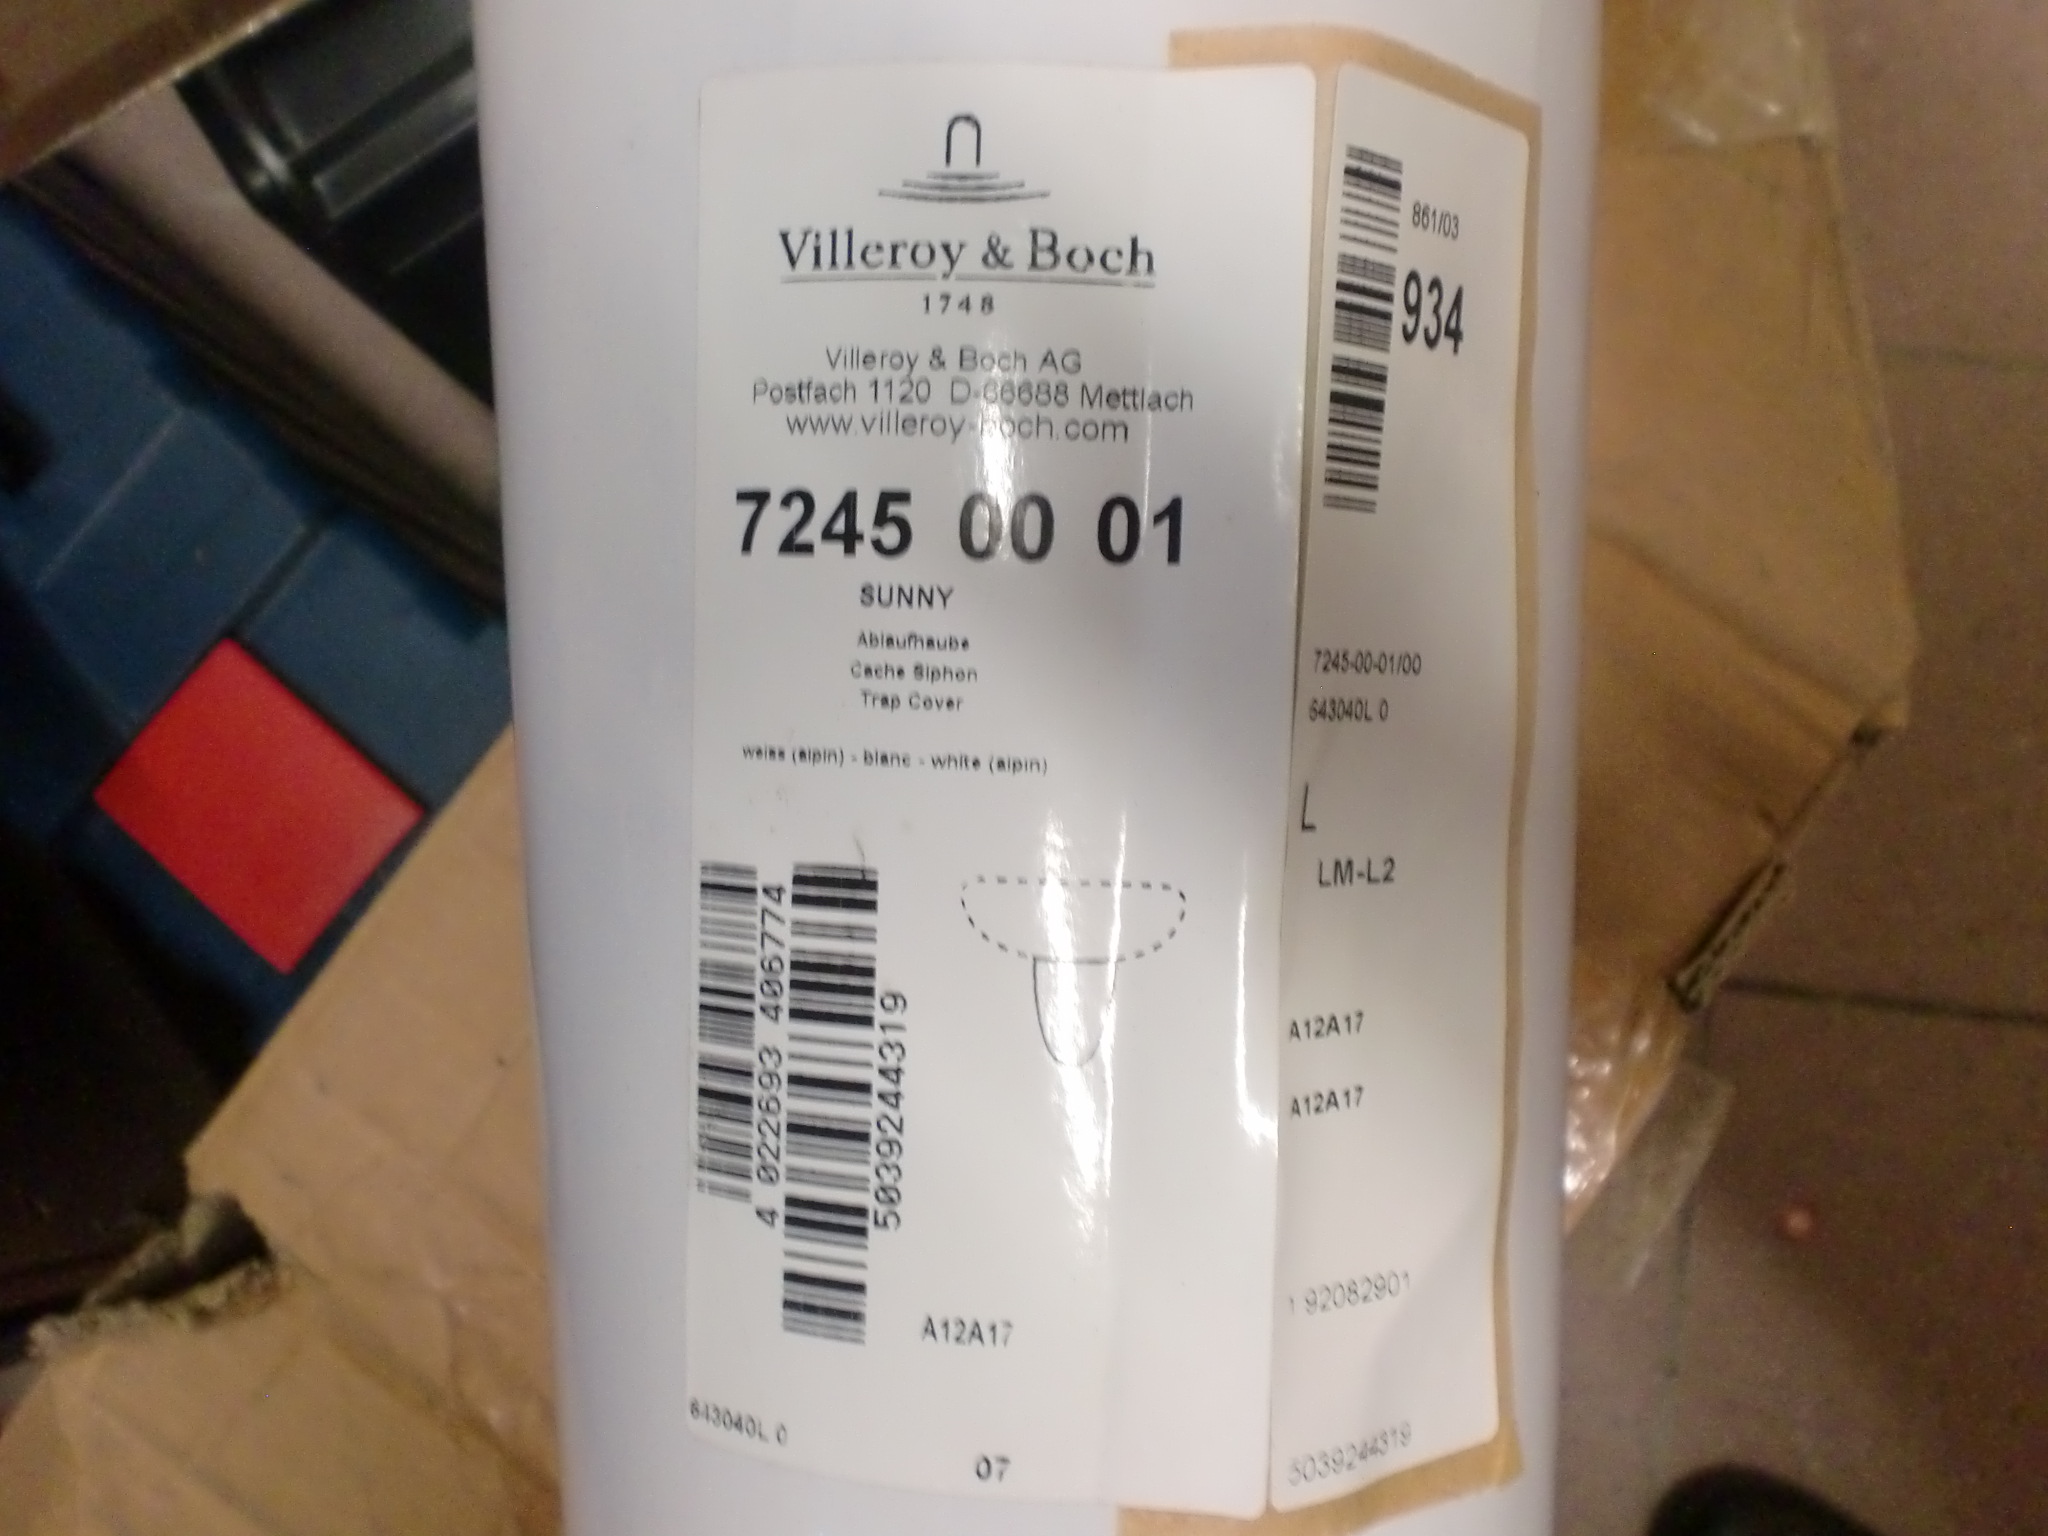 Villeroy & Boch
1748
Villeroy & Boch AG
Postfach 1120 D-66688 Mettlach
www.villeroy-boch.com
7245 00 01
SUNNY
Ablaufhaube
Cache Siphon
Trap Cover
weiss (alpin) - blanc - white (alpin)
4 022693 406774
5039244319
A12A17
643040L 0
07
861/03
934
7245-00-01/00
643040L 0
L
LM-L2
A12A17
A12A17
1 92082901
5039244319